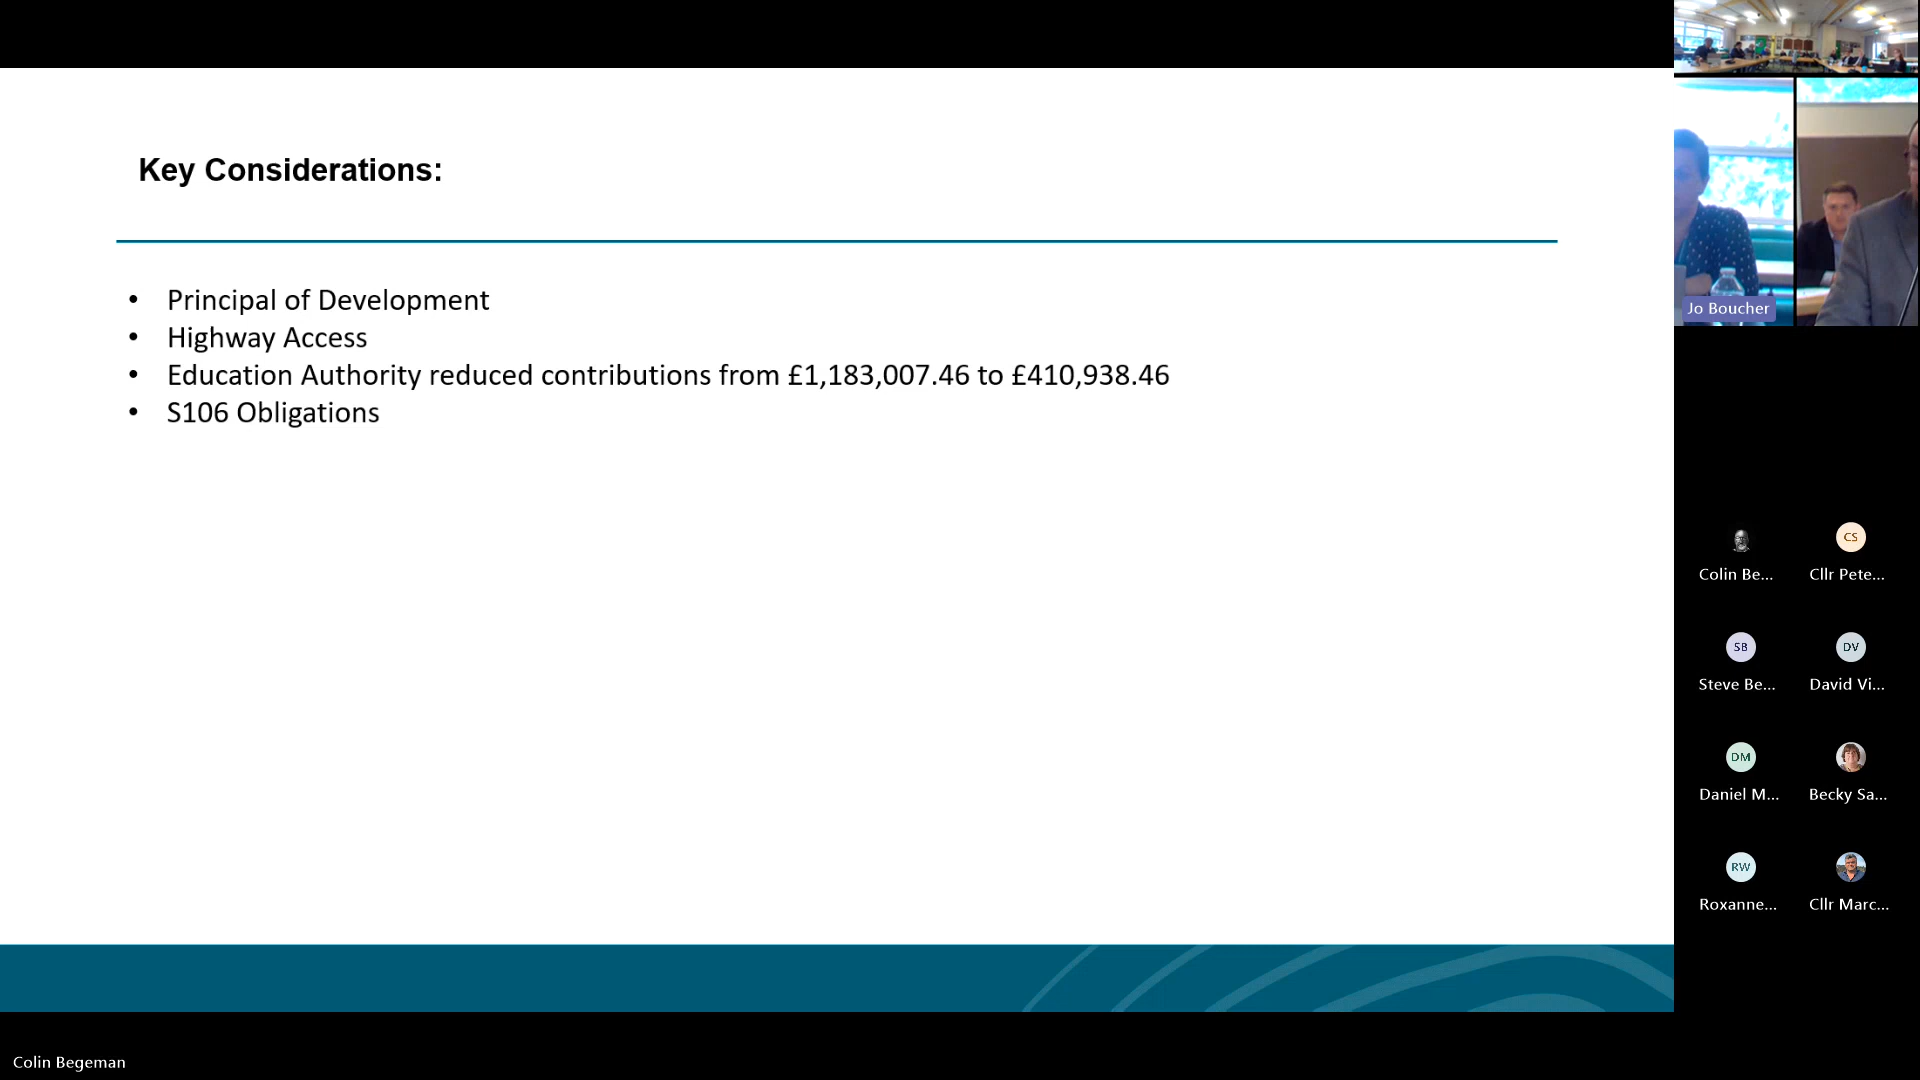 Key Considerations:
• Principal of Development
• Highway Access
• Education Authority reduced contributions from £1,183,007.46 to £410,938.46
• S106 Obligations
Jo Boucher
CS
Colin Be...
Cllr Pete...
SB
DV
Steve Be...
David Vi...
DM
Daniel M...
Becky Sa...
RW
Roxanne...
Cllr Marc...
Colin Begeman